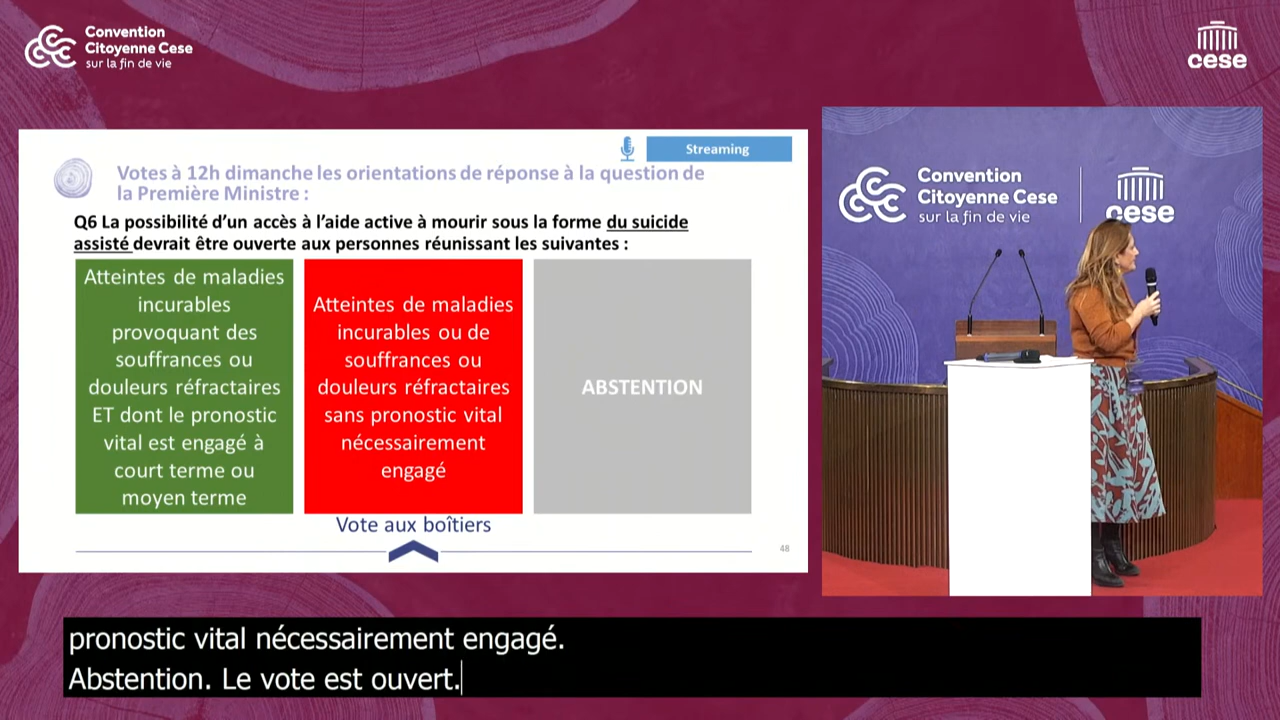 Convention
Citoyenne Cese
sur la fin de vie
cese
Streaming
Votes à 12h dimanche les orientations de réponse à la question de
la Première Ministre :
Q6 La possibilité d'un accès à l'aide active à mourir sous la forme du suicide
assisté devrait être ouverte aux personnes réunissant les suivantes :
Atteintes de maladies
incurables
provoquant des
souffrances ou
douleurs réfractaires
ET dont le pronostic
vital est engagé à
court terme ou
moyen terme
Atteintes de maladies
incurables ou de
souffrances ou
douleurs réfractaires
sans pronostic vital
nécessairement
engagé
ABSTENTION
Vote aux boîtiers
48
Convention
Citoyenne Cese
sur la fin de vie
cese
pronostic vital nécessairement engagé.
Abstention. Le vote est ouvert.